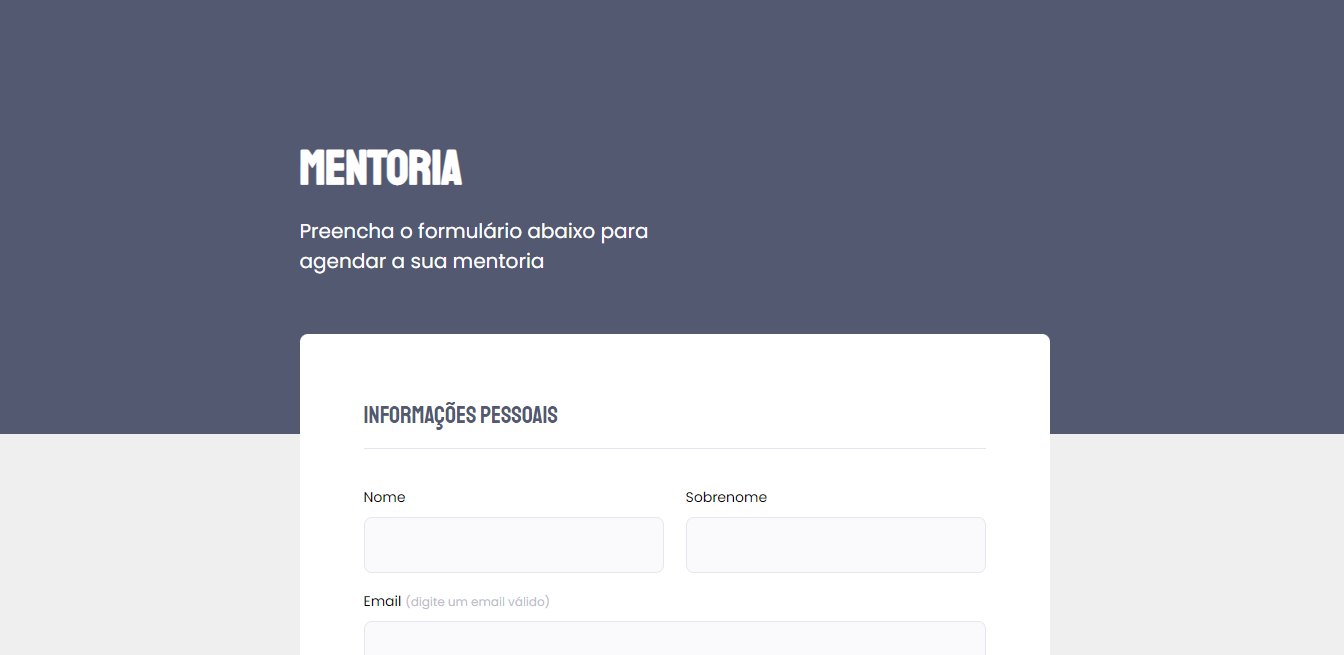 MENTORIA
Preencha o formulário abaixo para
agendar a sua mentoria
INFORMAÇÕES PESSOAIS
Nome
Sobrenome
Email (digite um email válido)